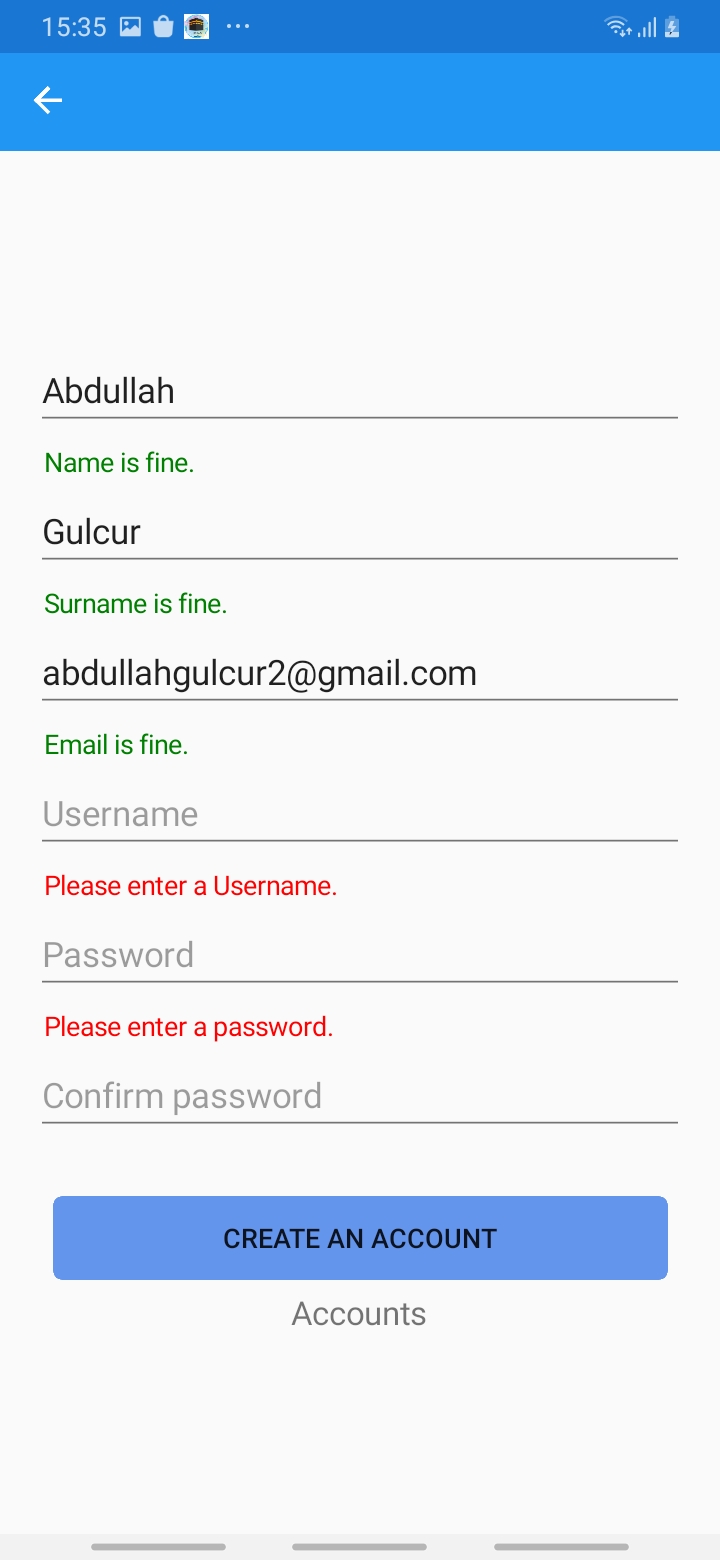 15:35
Abdullah
Name is fine.
Gulcur
Surname is fine.
abdullahgulcur2@gmail.com
Email is fine.
Username
Please enter a Username.
Password
Please enter a password.
Confirm password
CREATE AN ACCOUNT
Accounts